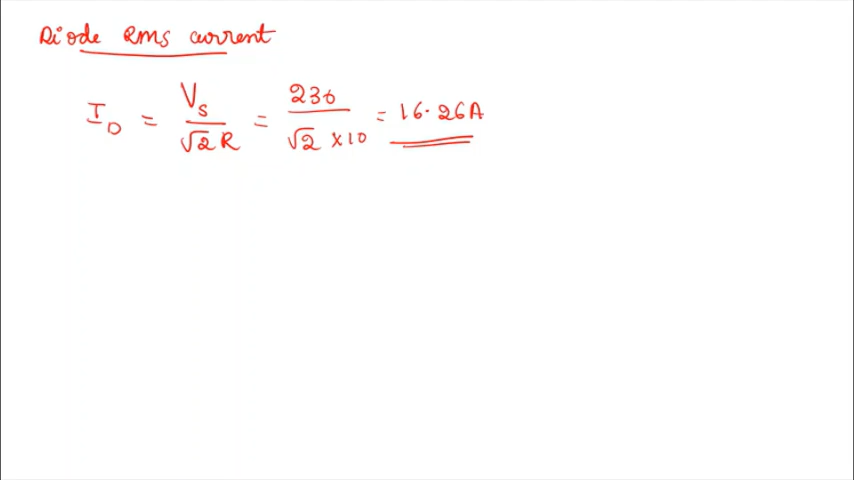 Diode RMS current
I_D = V_S / √2 R = 230 / √2 × 10 = 16.26A